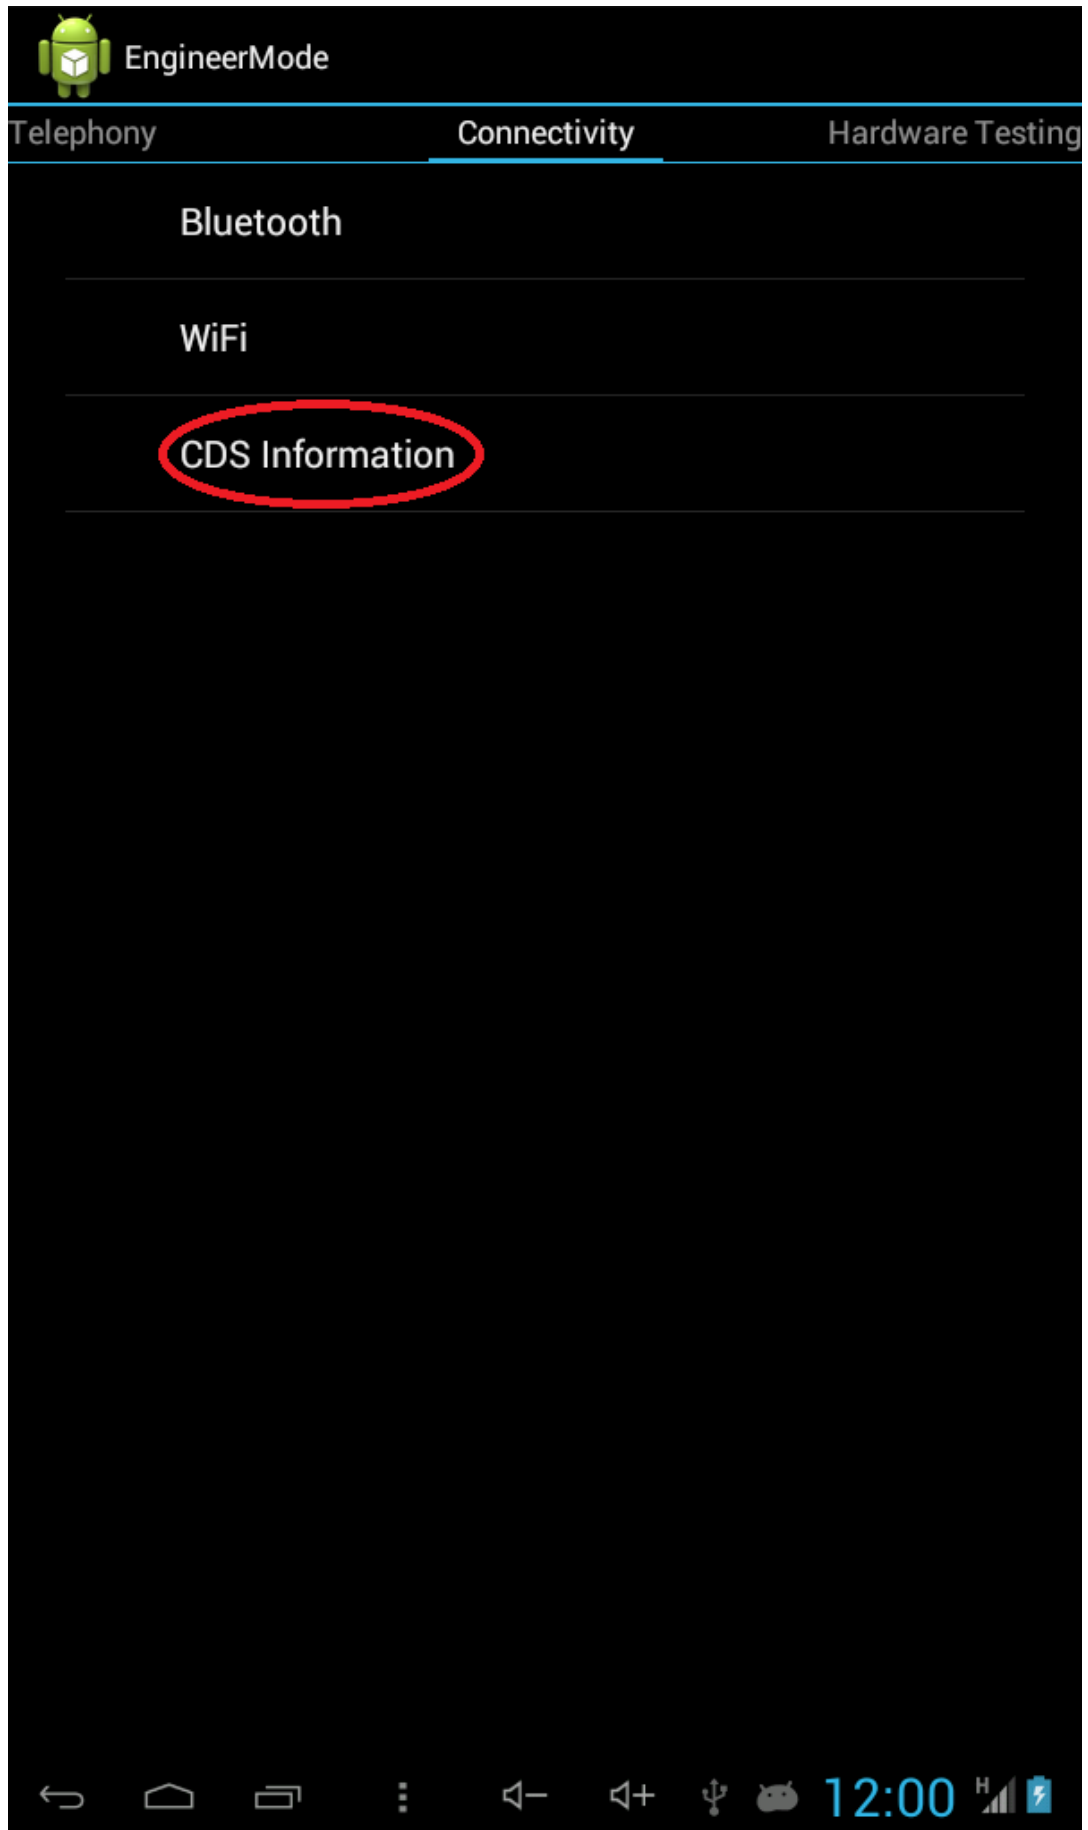 EngineerMode
Telephony Connectivity Hardware Testing
Bluetooth
WiFi
CDS Information
12:00 H